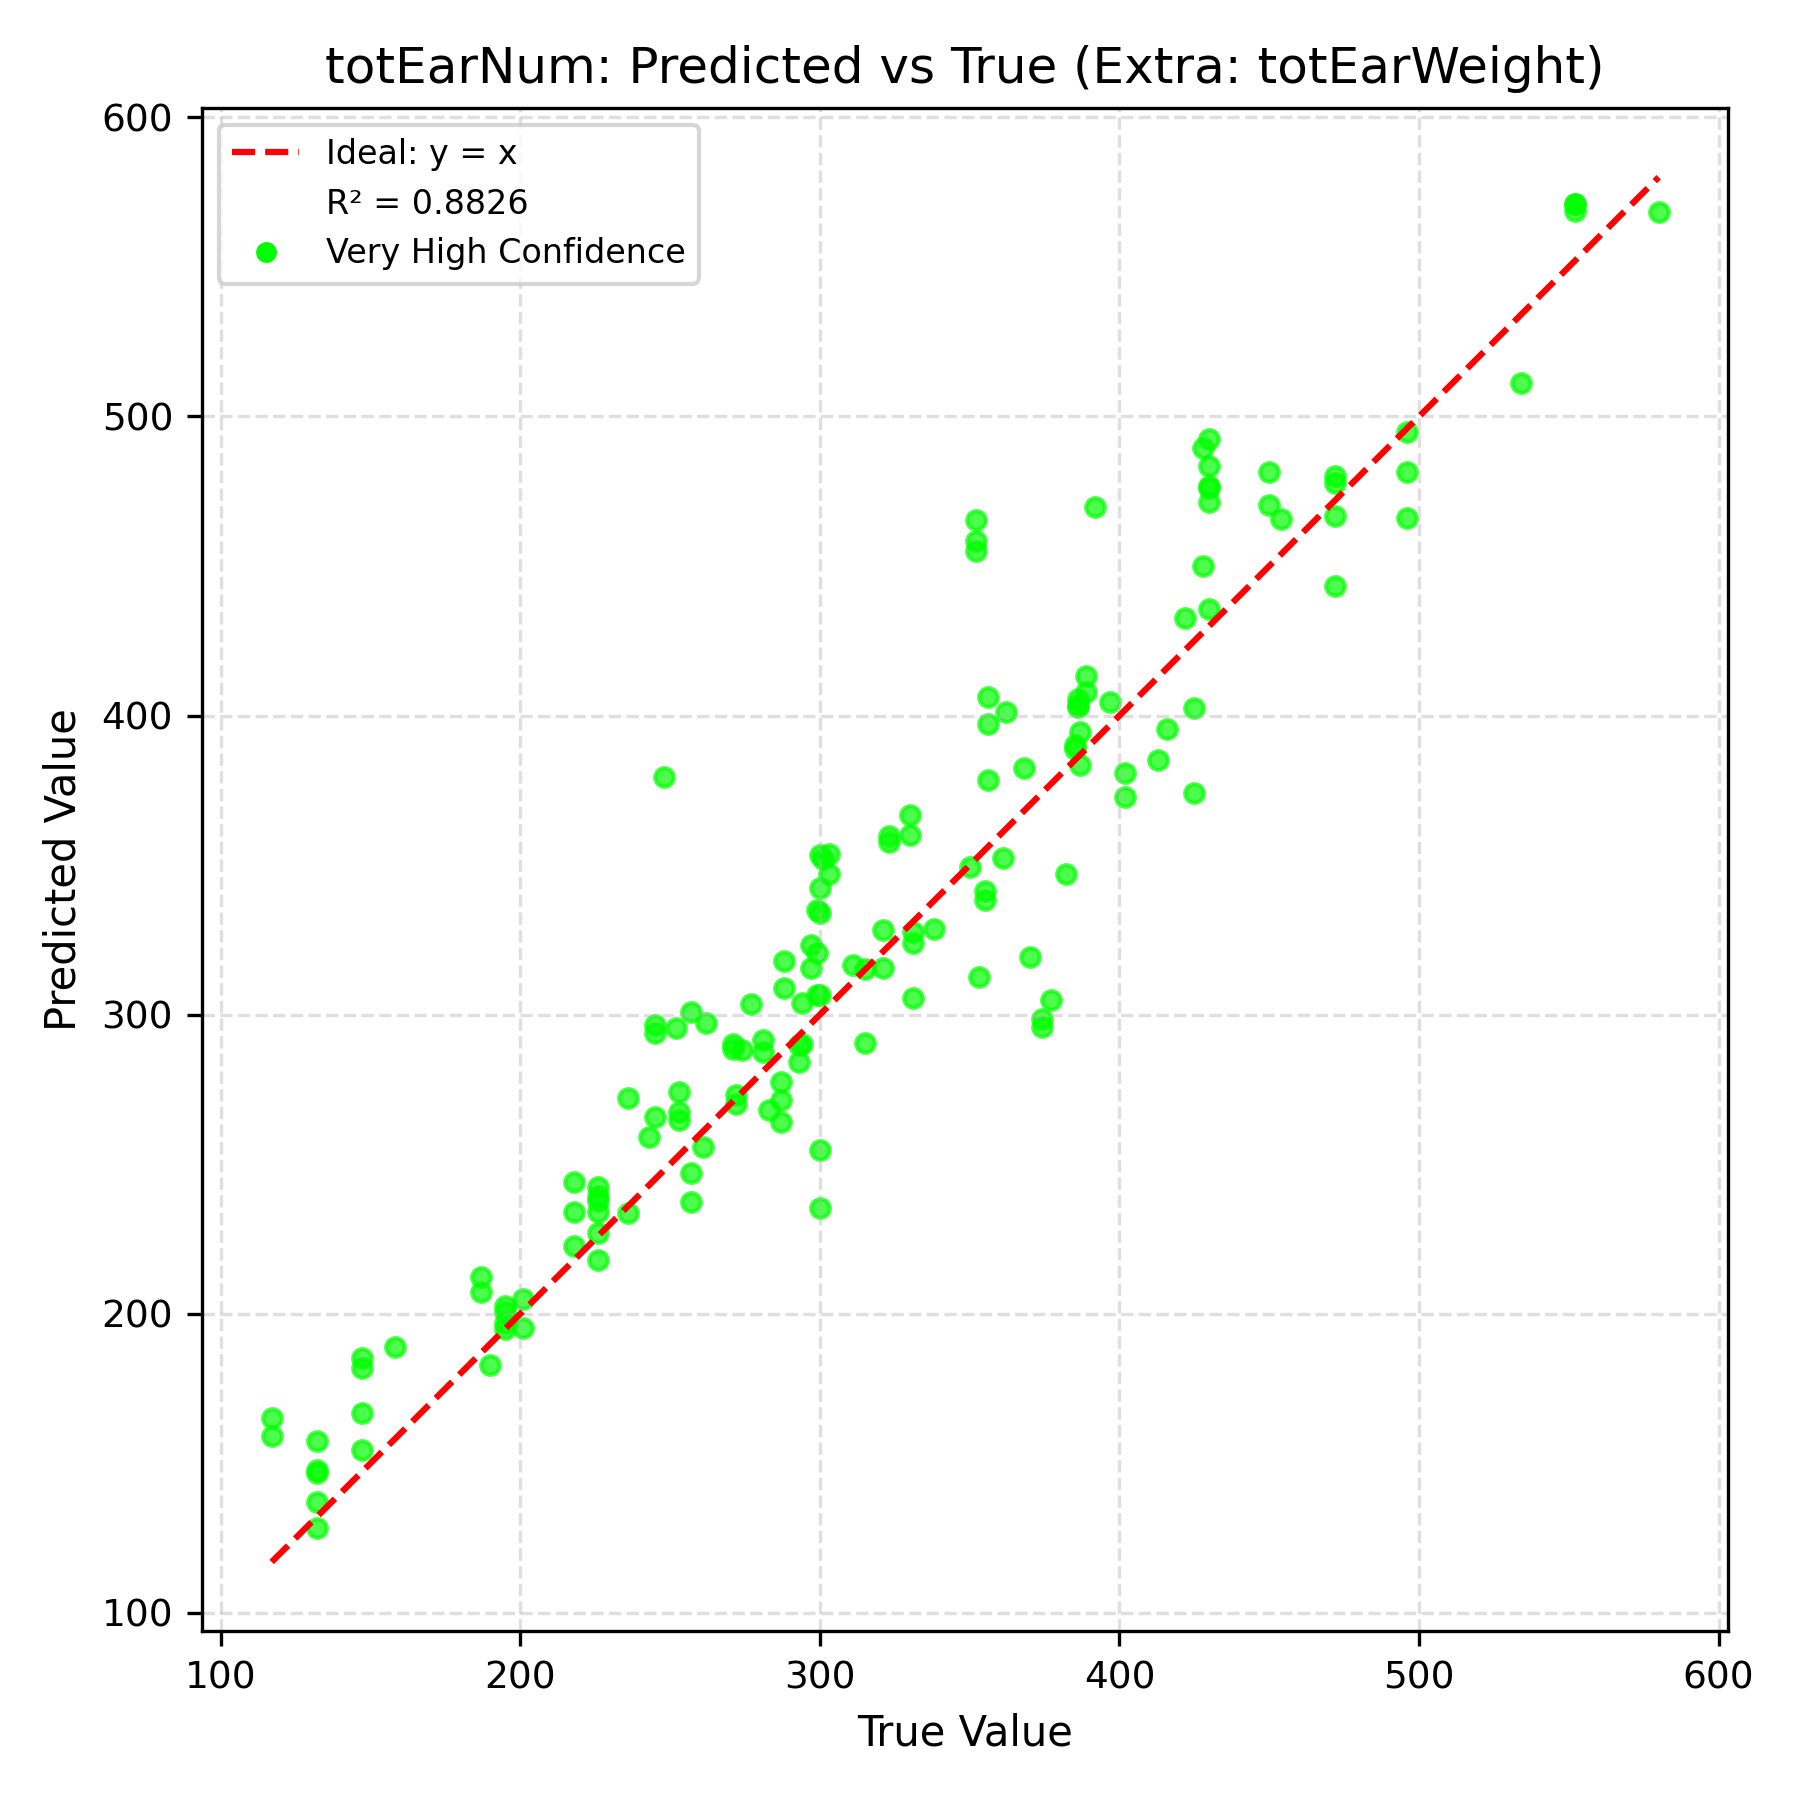 totEarNum: Predicted vs True (Extra: totEarWeight)
Ideal: y = x
R² = 0.8826
Very High Confidence
Predicted Value
600
500
400
300
200
100
100 200 300 400 500 600
True Value